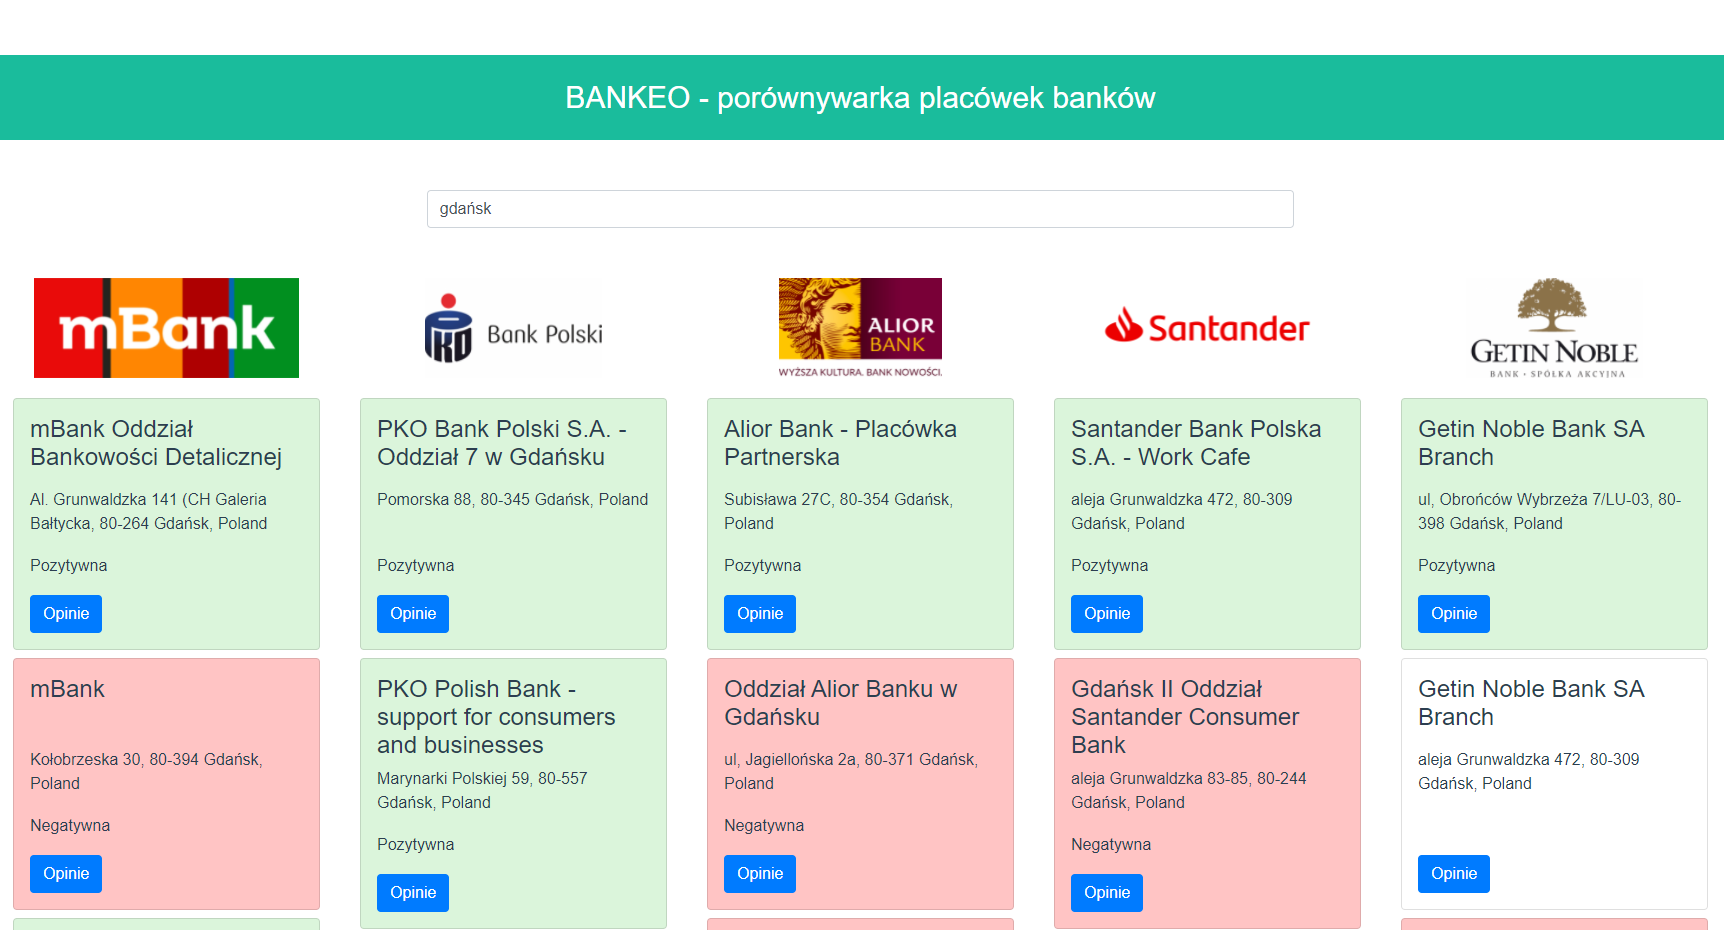 BANKEO - porównywarka placówek banków
gdańsk
mBank
PKO
Bank Polski
ALIOR
BANK
WYŻSZA KULTURA. BANK NOWOŚCI.
Santander
GETIN NOBLE
BANK • SPÓŁKA AKCYJNA
mBank Oddział
Bankowości Detalicznej
Al. Grunwaldzka 141 (CH Galeria
Bałtycka, 80-264 Gdańsk, Poland
Pozytywna
Opinie
PKO Bank Polski S.A. -
Oddział 7 w Gdańsku
Pomorska 88, 80-345 Gdańsk, Poland
Pozytywna
Opinie
Alior Bank - Placówka
Partnerska
Subisława 27C, 80-354 Gdańsk,
Poland
Pozytywna
Opinie
Santander Bank Polska
S.A. - Work Cafe
aleja Grunwaldzka 472, 80-309
Gdańsk, Poland
Pozytywna
Opinie
Getin Noble Bank SA
Branch
ul, Obrońców Wybrzeża 7/LU-03, 80-
398 Gdańsk, Poland
Pozytywna
Opinie
mBank
Kołobrzeska 30, 80-394 Gdańsk,
Poland
Negatywna
Opinie
PKO Polish Bank -
support for consumers
and businesses
Marynarki Polskiej 59, 80-557
Gdańsk, Poland
Pozytywna
Opinie
Oddział Alior Banku w
Gdańsku
ul, Jagiellońska 2a, 80-371 Gdańsk,
Poland
Negatywna
Opinie
Gdańsk II Oddział
Santander Consumer
Bank
aleja Grunwaldzka 83-85, 80-244
Gdańsk, Poland
Negatywna
Opinie
Getin Noble Bank SA
Branch
aleja Grunwaldzka 472, 80-309
Gdańsk, Poland
Opinie